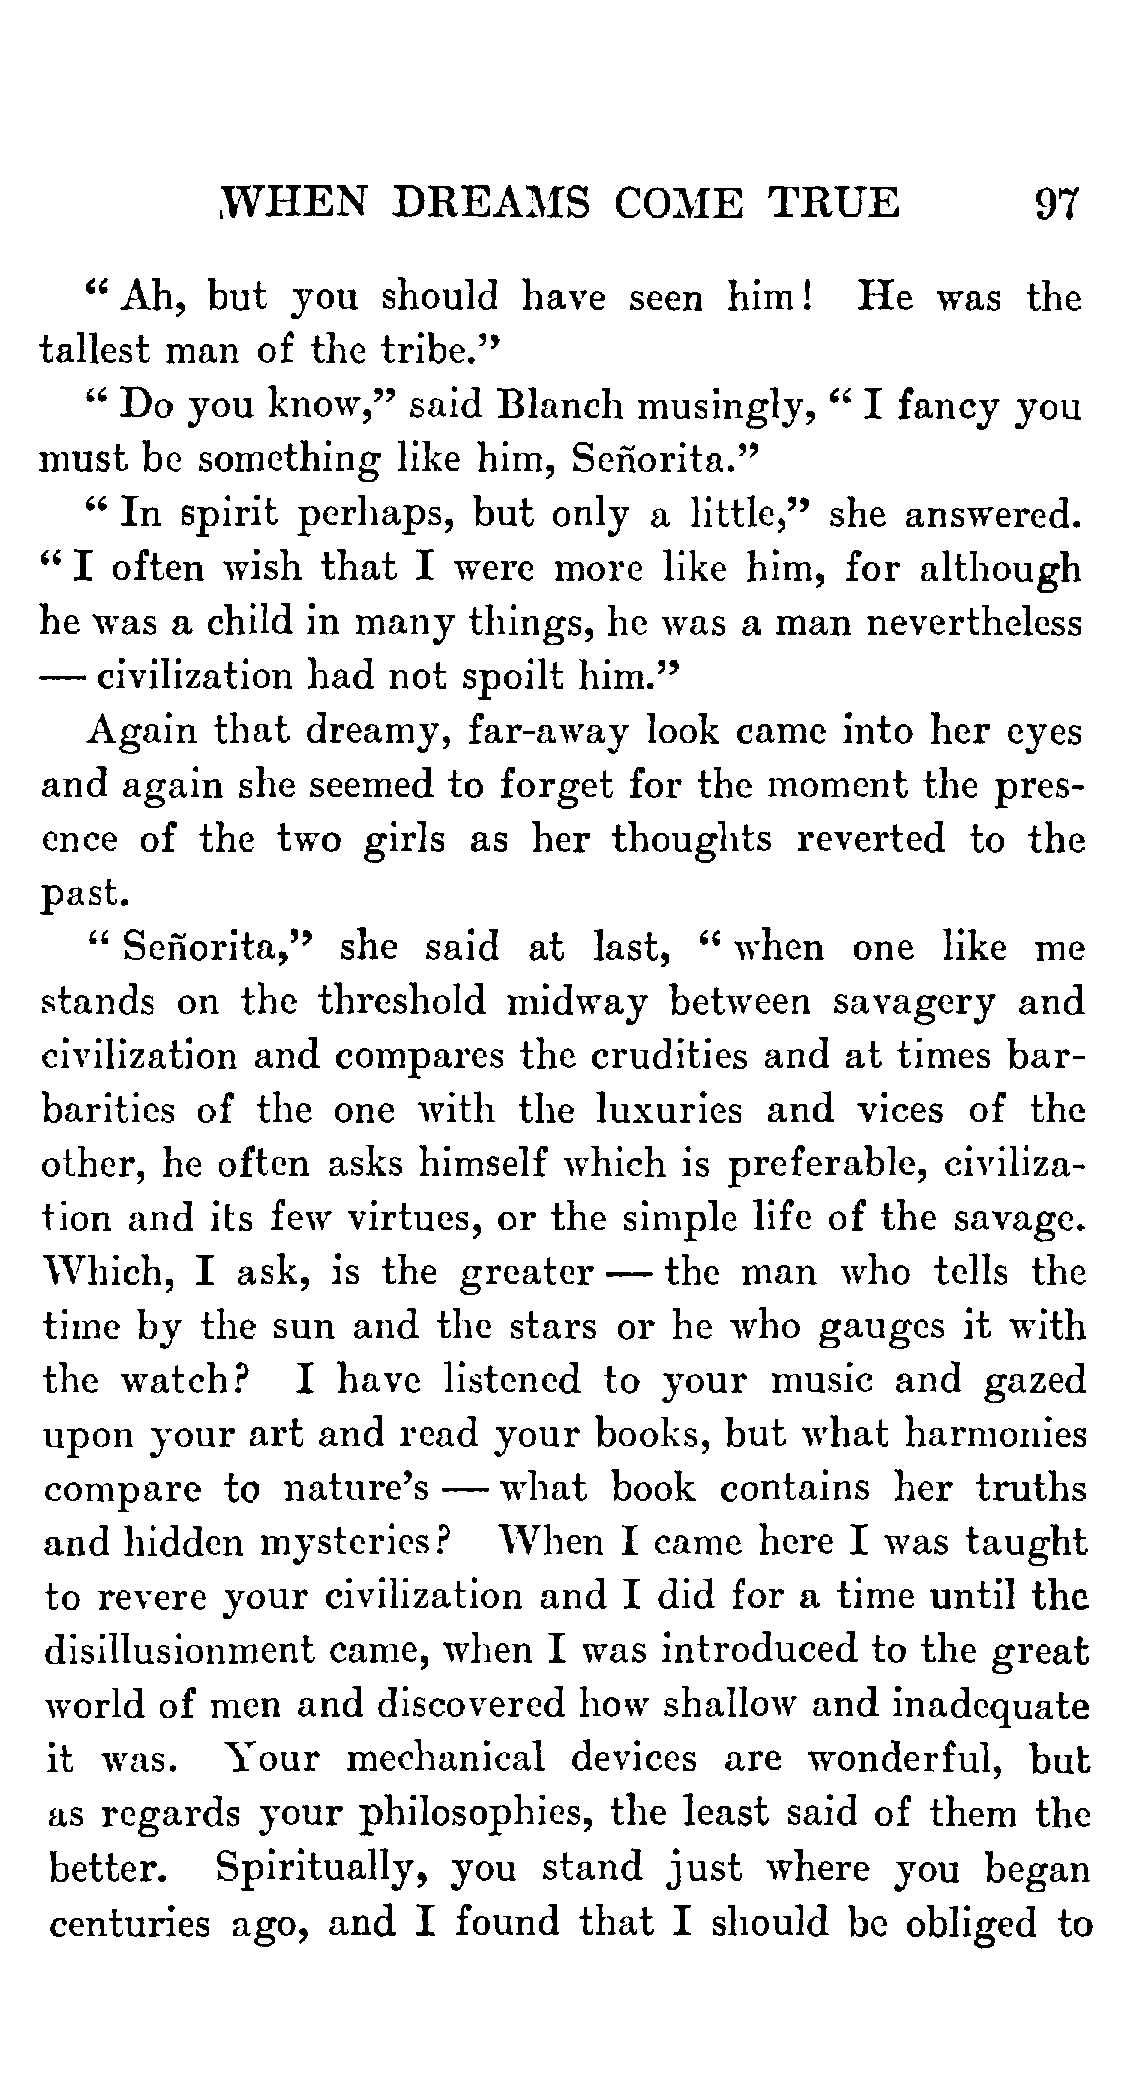 WHEN DREAMS COME TRUE 97
“Ah, but you should have seen him! He was the
tallest man of the tribe.”
“Do you know,” said Blanch musingly, “I fancy you
must be something like him, Señorita.”
“In spirit perhaps, but only a little,” she answered.
“I often wish that I were more like him, for although
he was a child in many things, he was a man nevertheless
— civilization had not spoilt him.”
Again that dreamy, far-away look came into her eyes
and again she seemed to forget for the moment the pres-
ence of the two girls as her thoughts reverted to the
past.
“Señorita,” she said at last, “when one like me
stands on the threshold midway between savagery and
civilization and compares the crudities and at times bar-
barities of the one with the luxuries and vices of the
other, he often asks himself which is preferable, civiliza-
tion and its few virtues, or the simple life of the savage.
Which, I ask, is the greater — the man who tells the
time by the sun and the stars or he who gauges it with
the watch? I have listened to your music and gazed
upon your art and read your books, but what harmonies
compare to nature’s — what book contains her truths
and hidden mysteries? When I came here I was taught
to revere your civilization and I did for a time until the
disillusionment came, when I was introduced to the great
world of men and discovered how shallow and inadequate
it was. Your mechanical devices are wonderful, but
as regards your philosophies, the least said of them the
better. Spiritually, you stand just where you began
centuries ago, and I found that I should be obliged to